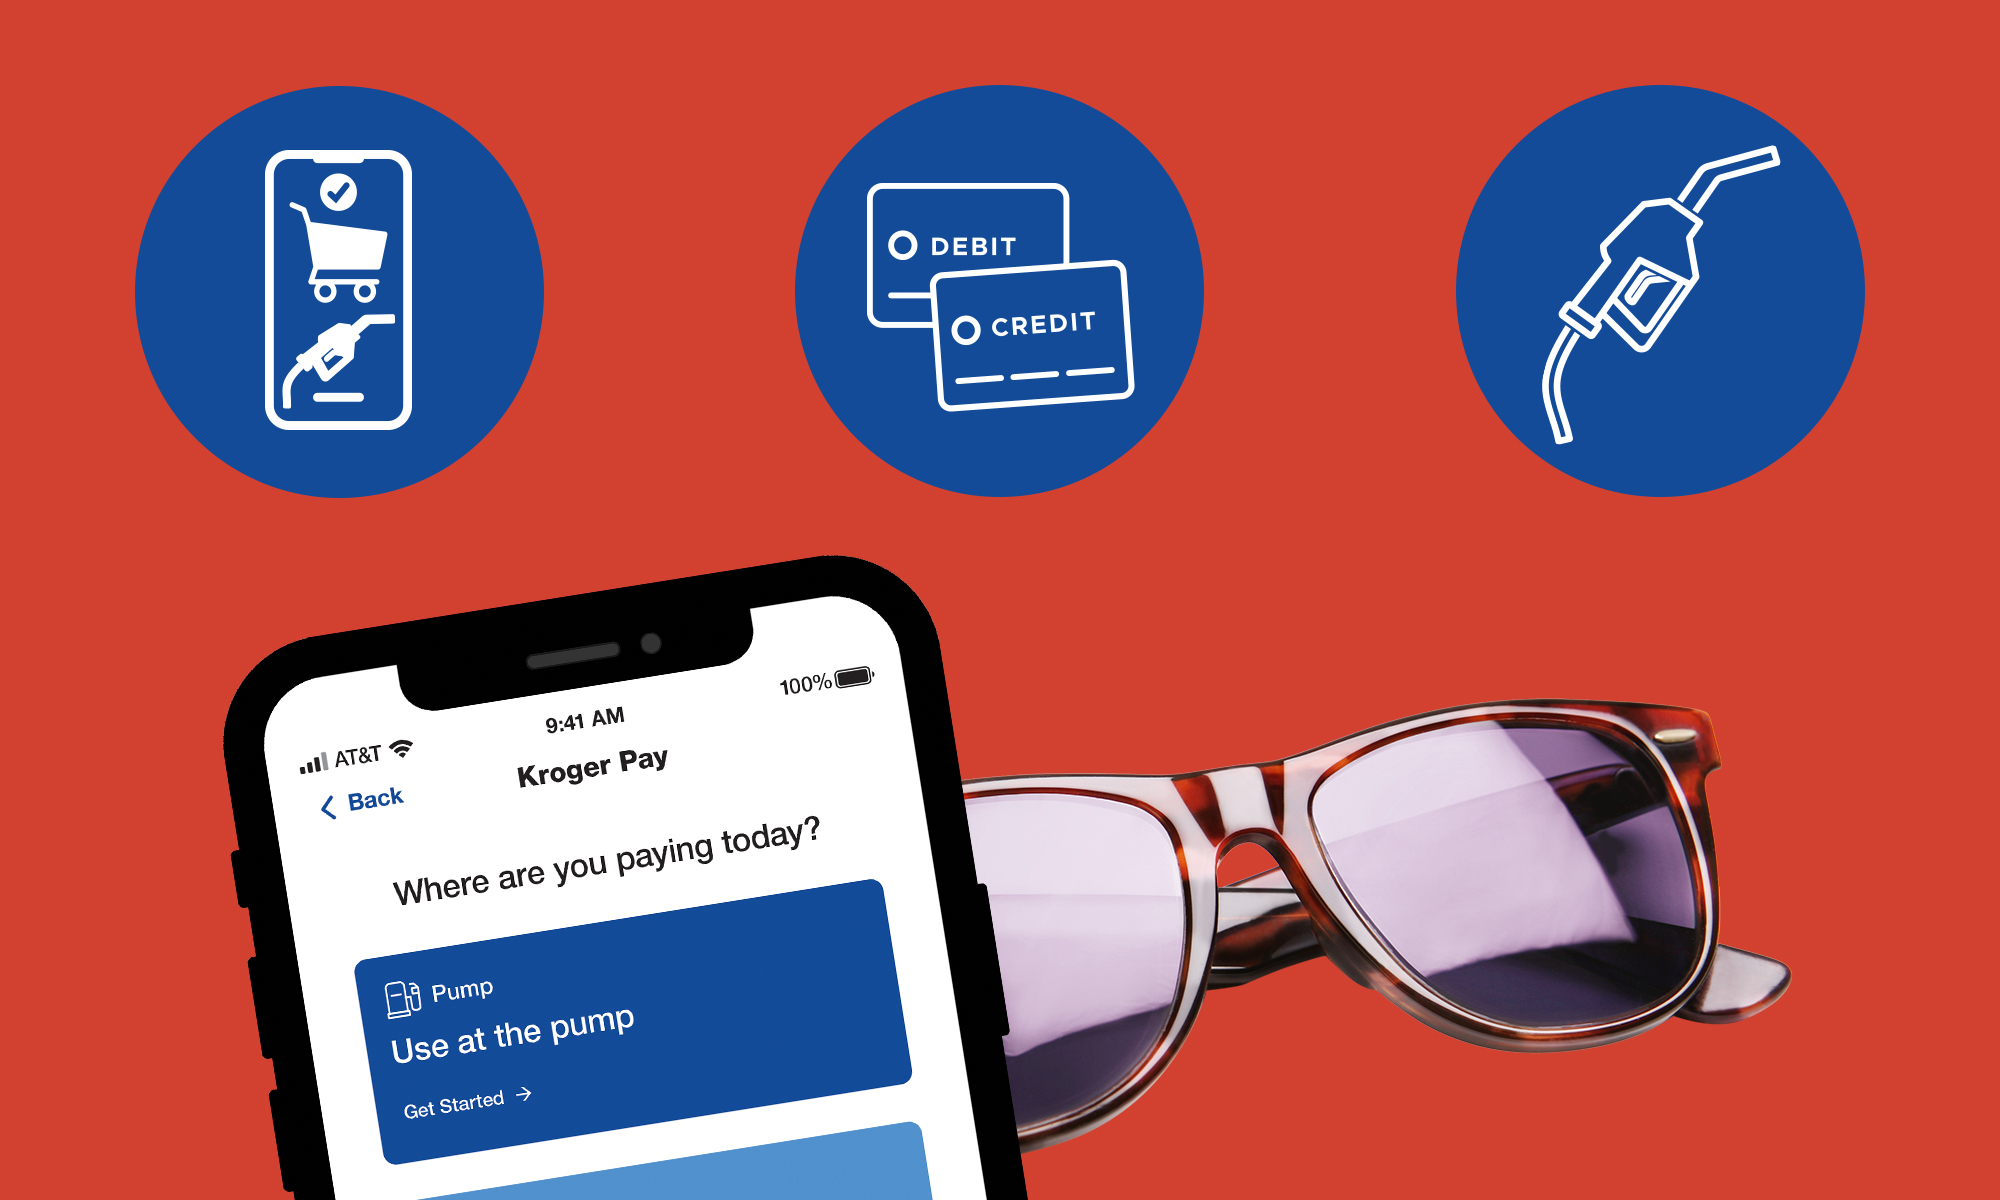 DEBIT
CREDIT
9:41 AM
100%
AT&T
Kroger Pay
Back
Where are you paying today?
Pump
Use at the pump
Get Started →